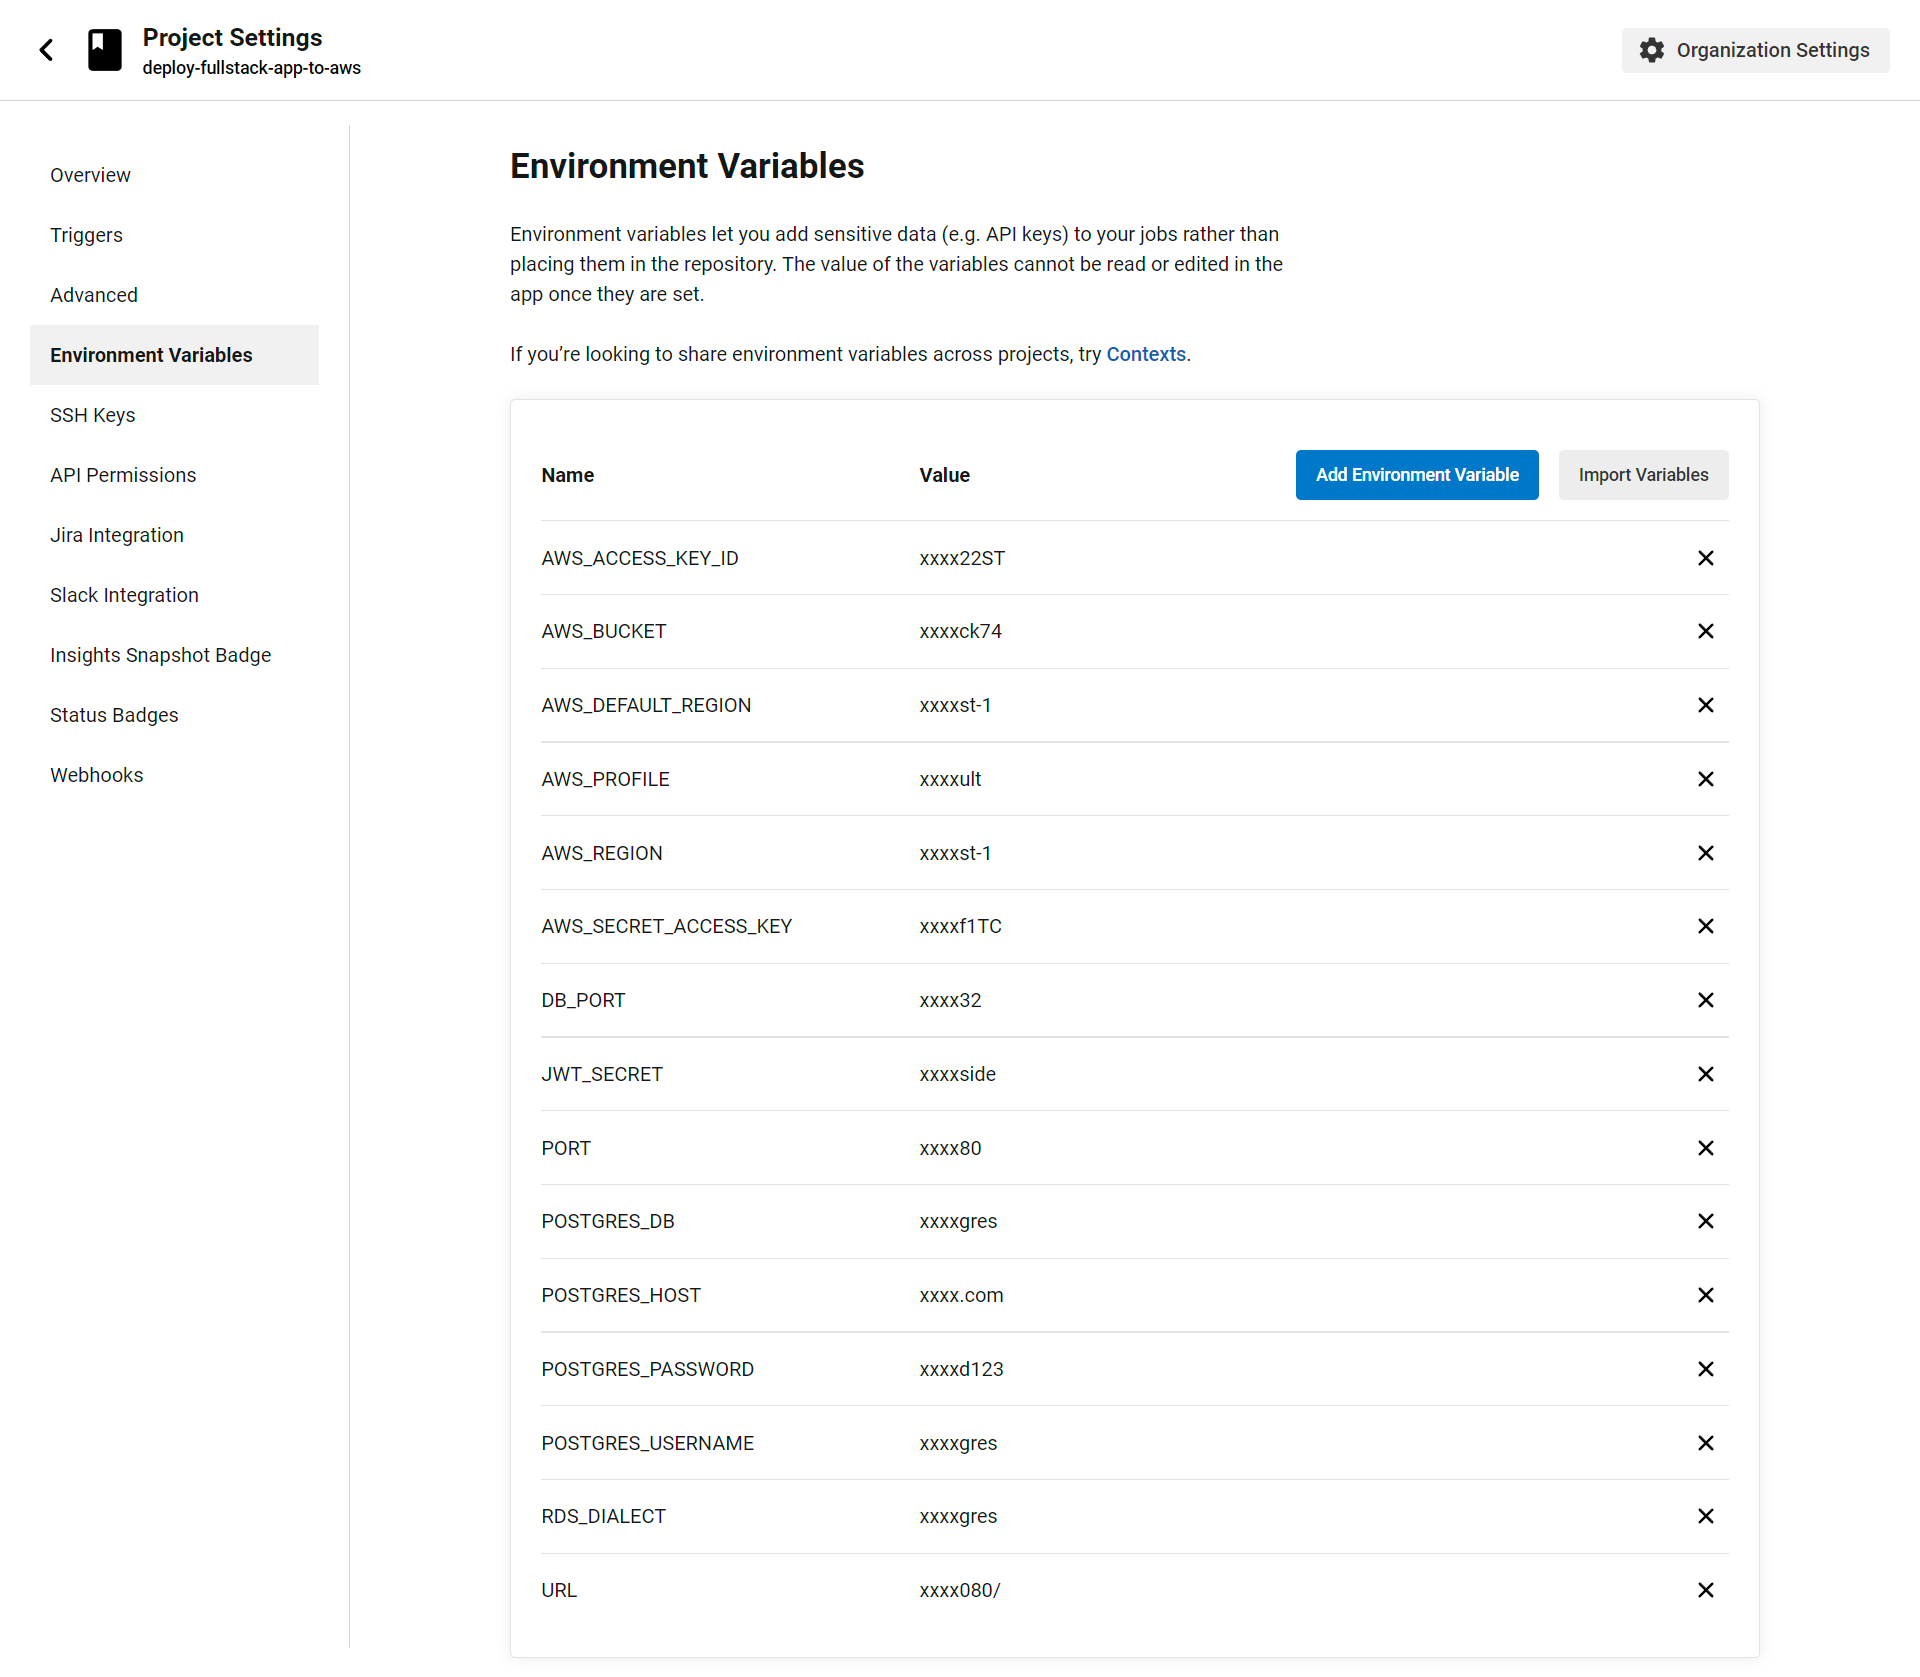 Project Settings
deploy-fullstack-app-to-aws
Organization Settings
Overview
Triggers
Advanced
Environment Variables
SSH Keys
API Permissions
Jira Integration
Slack Integration
Insights Snapshot Badge
Status Badges
Webhooks
Environment Variables
Environment variables let you add sensitive data (e.g. API keys) to your jobs rather than
placing them in the repository. The value of the variables cannot be read or edited in the
app once they are set.
If you’re looking to share environment variables across projects, try Contexts.
Name Value Add Environment Variable Import Variables
AWS_ACCESS_KEY_ID xxxx22ST
AWS_BUCKET xxxxck74
AWS_DEFAULT_REGION xxxxst-1
AWS_PROFILE xxxxult
AWS_REGION xxxxst-1
AWS_SECRET_ACCESS_KEY xxxxf1TC
DB_PORT xxxx32
JWT_SECRET xxxxside
PORT xxxx80
POSTGRES_DB xxxxgres
POSTGRES_HOST xxxx.com
POSTGRES_PASSWORD xxxxd123
POSTGRES_USERNAME xxxxgres
RDS_DIALECT xxxxgres
URL xxxx080/